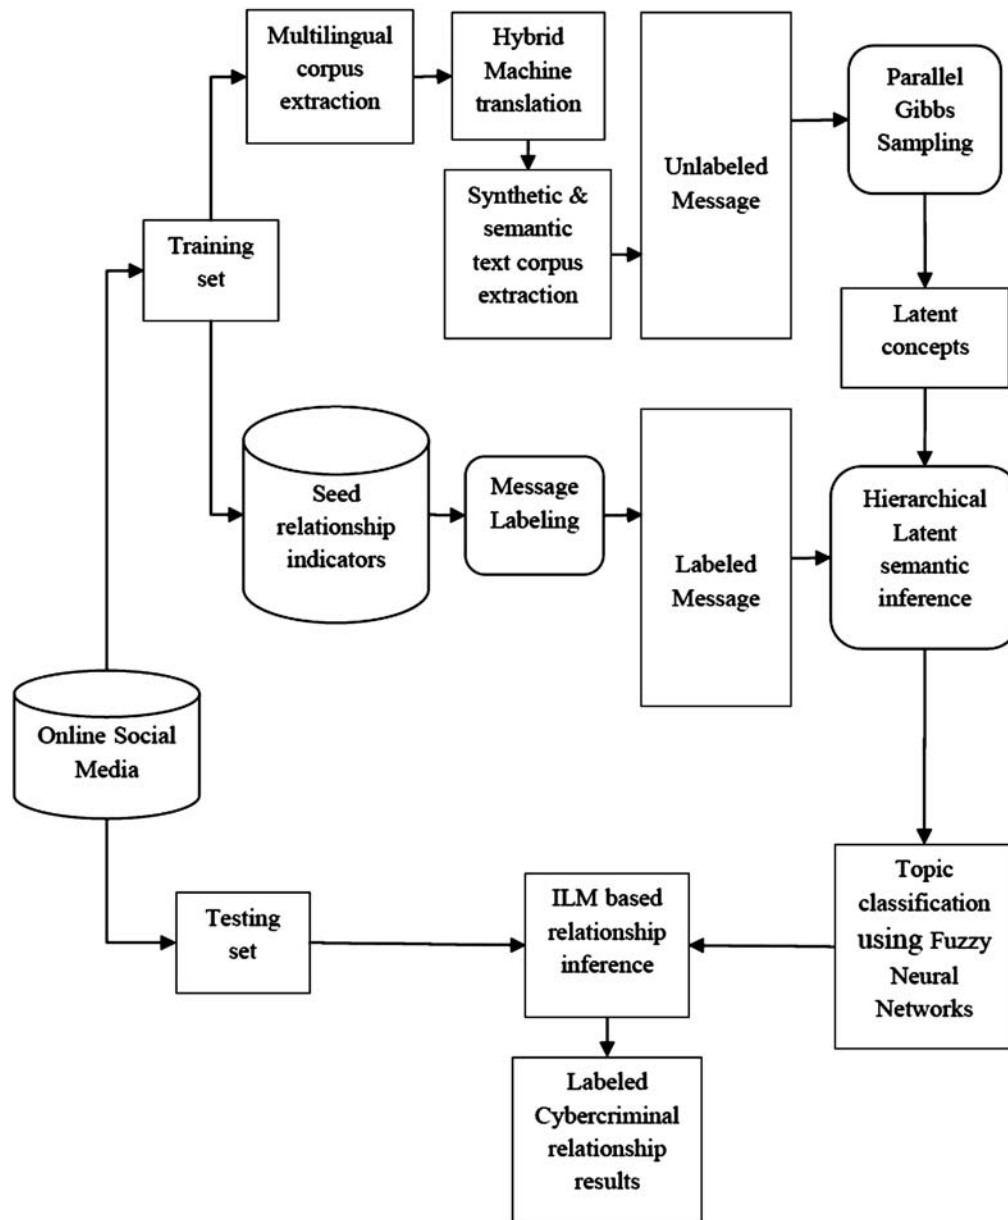 Multilingual
corpus
extraction
Hybrid
Machine
translation
Parallel
Gibbs
Sampling
Unlabeled
Message
Synthetic &
semantic
text corpus
extraction
Training
set
Latent
concepts
Seed
relationship
indicators
Message
Labeling
Labeled
Message
Hierarchical
Latent
semantic
inference
Online Social
Media
Testing
set
ILM based
relationship
inference
Topic
classification
using Fuzzy
Neural
Networks
Labeled
Cybercriminal
relationship
results